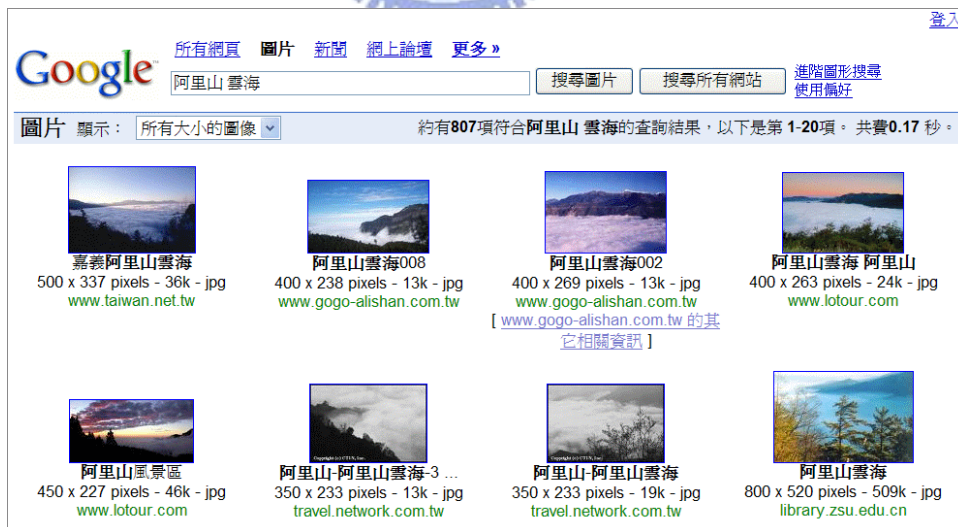 登入
所有網頁 圖片 新聞 網上論壇 更多 »
Google
阿里山 雲海 搜尋圖片 搜尋所有網站 進階圖形搜尋
使用偏好
圖片 顯示： 所有大小的圖像 約有807項符合阿里山 雲海的查詢結果，以下是第 1-20項。 共費0.17 秒。
嘉義阿里山雲海 阿里山雲海008 阿里山雲海002 阿里山雲海 阿里山
500 x 337 pixels - 36k - jpg 400 x 238 pixels - 13k - jpg 400 x 269 pixels - 13k - jpg 400 x 263 pixels - 24k - jpg
www.taiwan.net.tw www.gogo-alishan.com.tw www.gogo-alishan.com.tw www.lotour.com
[ www.gogo-alishan.com.tw 的其
它相關資訊 ]
阿里山風景區 阿里山-阿里山雲海-3 ... 阿里山-阿里山雲海 阿里山雲海
450 x 227 pixels - 46k - jpg 350 x 233 pixels - 13k - jpg 350 x 233 pixels - 19k - jpg 800 x 520 pixels - 509k - jpg
www.lotour.com travel.network.com.tw travel.network.com.tw library.zsu.edu.cn